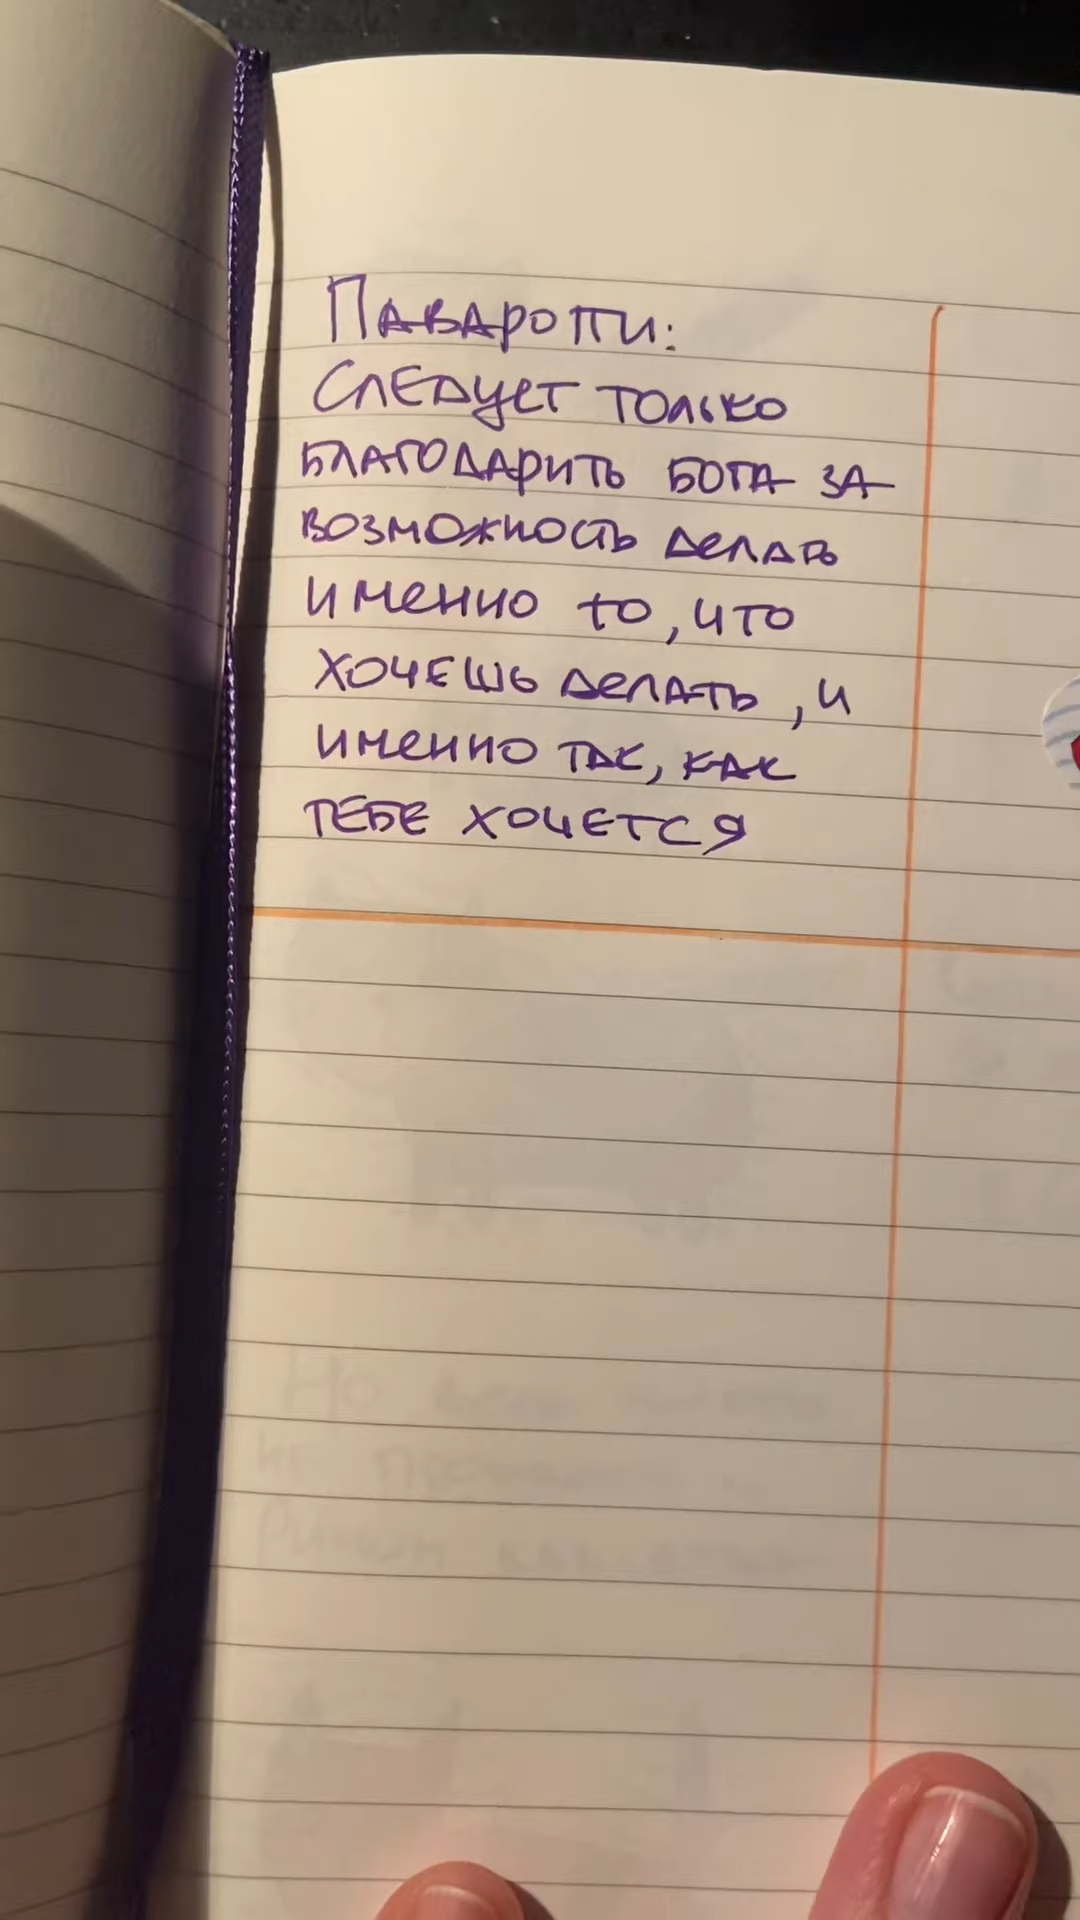 Паваротти:
Следует только
благодарить Бога за
возможность делать
именно то, что
хочешь делать, и
именно так, как
тебе хочется